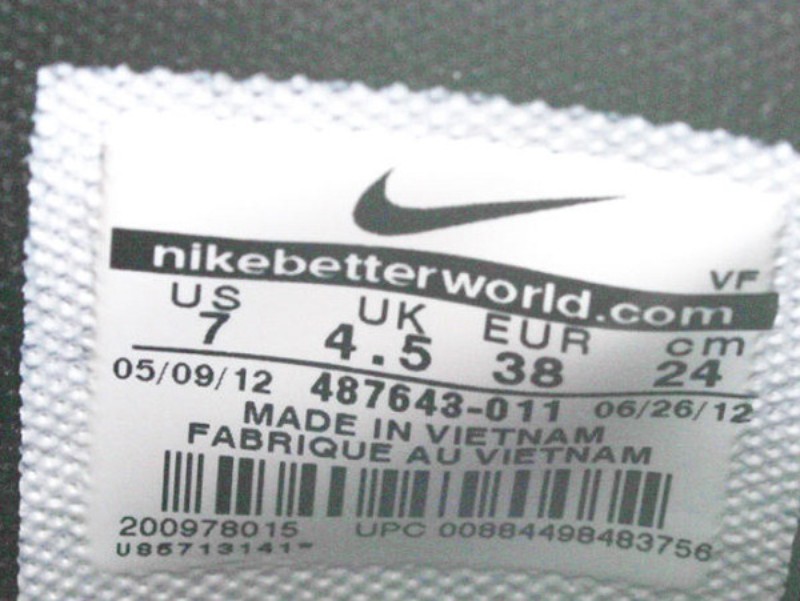 nikebetterworld.com
VF
US UK EUR cm
7 4.5 38 24
05/09/12 487643-011 06/26/12
MADE IN VIETNAM
FABRIQUE AU VIETNAM
200978015 UPC 00884498483756